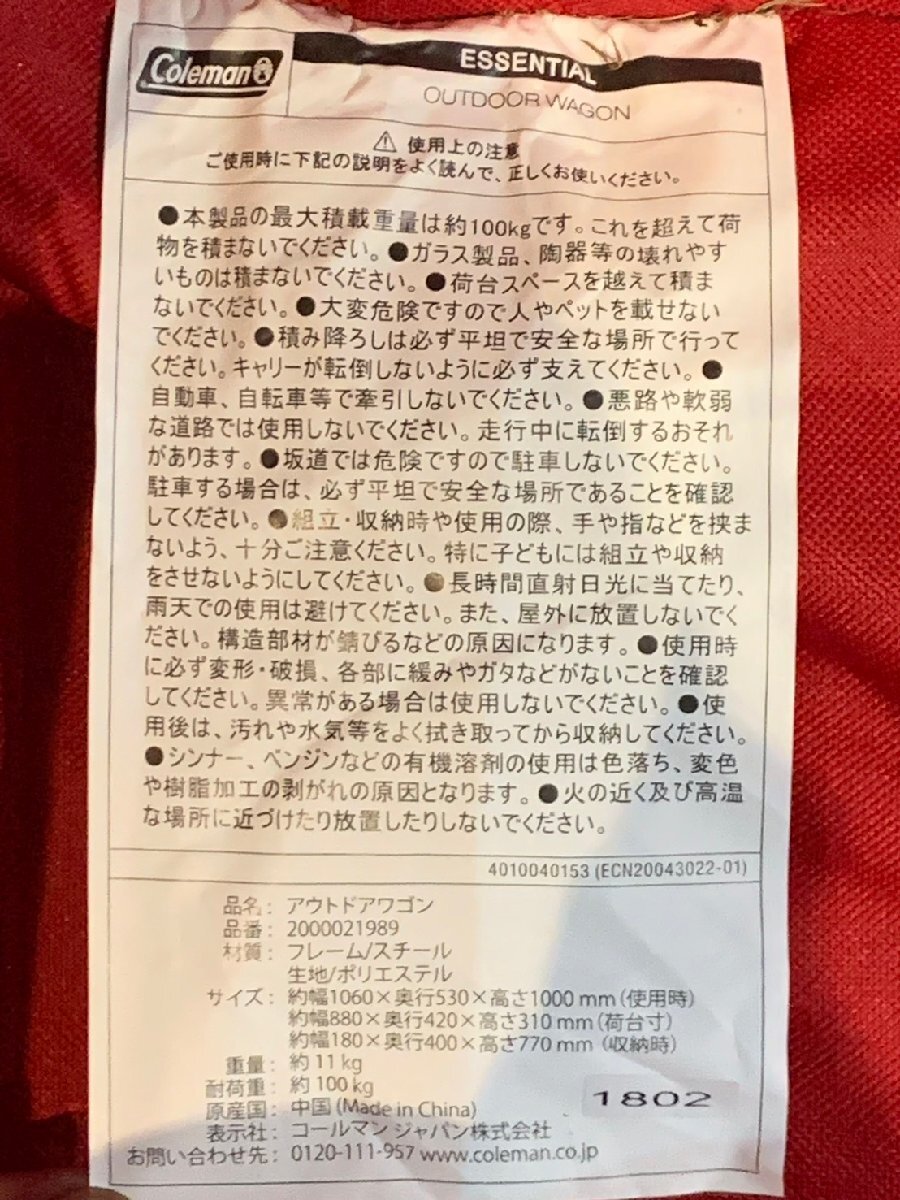 Coleman
ESSENTIAL
OUTDOOR WAGON
⚠ 使用上の注意
ご使用時に下記の説明をよく読んで、正しくお使いください。
●本製品の最大積載重量は約100kgです。これを超えて荷
物を積まないでください。●ガラス製品、陶器等の壊れやす
いものは積まないでください。●荷台スペースを越えて積ま
ないでください。●大変危険ですので人やペットを載せない
でください。●積み降ろしは必ず平坦で安全な場所で行って
ください。キャリーが転倒しないように必ず支えてください。●
自動車、自転車等で牽引しないでください。●悪路や軟弱
な道路では使用しないでください。走行中に転倒するおそれ
があります。●坂道では危険ですので駐車しないでください。
駐車する場合は、必ず平坦で安全な場所であることを確認
してください。●組立・収納時や使用の際、手や指などを挟ま
ないよう、十分ご注意ください。特に子どもには組立や収納
をさせないようにしてください。●長時間直射日光に当てたり、
雨天での使用は避けてください。また、屋外に放置しないでく
ださい。構造部材が錆びるなどの原因になります。●使用時
に必ず変形・破損、各部に緩みやガタなどがないことを確認
してください。異常がある場合は使用しないでください。●使
用後は、汚れや水気等をよく拭き取ってから収納してください。
●シンナー、ベンジンなどの有機溶剤の使用は色落ち、変色
や樹脂加工の剥がれの原因となります。●火の近く及び高温
な場所に近づけたり放置したりしないでください。
4010040153 (ECN20043022-01)
品名： アウトドアワゴン
品番： 2000021989
材質： フレーム/スチール
生地/ポリエステル
サイズ： 約幅1060×奥行530×高さ1000 mm (使用時)
約幅880×奥行420×高さ310 mm (荷台寸)
約幅180×奥行400×高さ770 mm (収納時)
重量： 約 11 kg
耐荷重： 約 100 kg
原産国： 中国 (Made in China)
1802
表示社： コールマン ジャパン株式会社
お問い合わせ先： 0120-111-957 www.coleman.co.jp